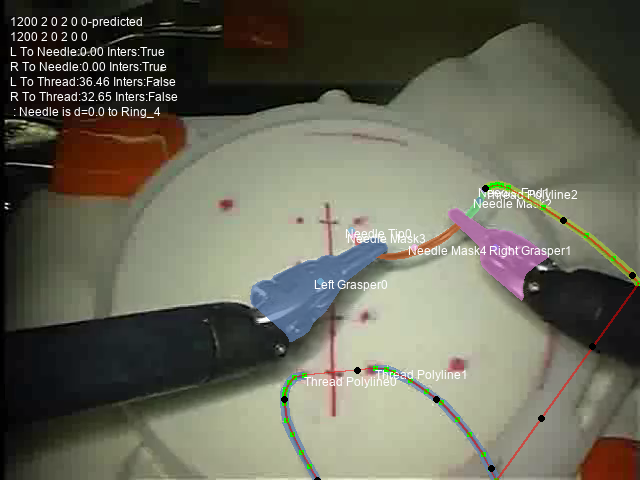 1200 2 0 2 0 0-predicted
1200 2 0 2 0 0
L To Needle:0.00 Inters:True
R To Needle:0.00 Inters:True
L To Thread:36.46 Inters:False
R To Thread:32.65 Inters:False
: Needle is d=0.0 to Ring_4
Thread Polyline2
Needle Tip0
Needle Mask3
Needle Mask4
Right Grasper1
Left Grasper0
Thread Polyline1
Thread Polyline0